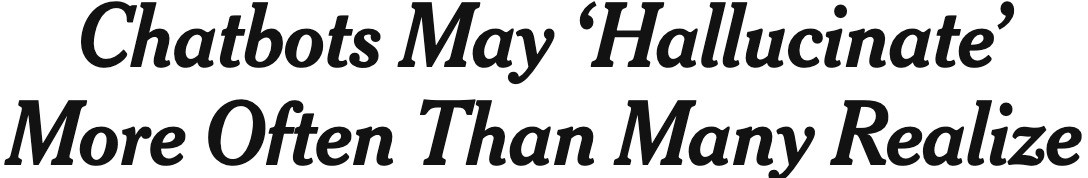 Chatbots May ‘Hallucinate’
More Often Than Many Realize